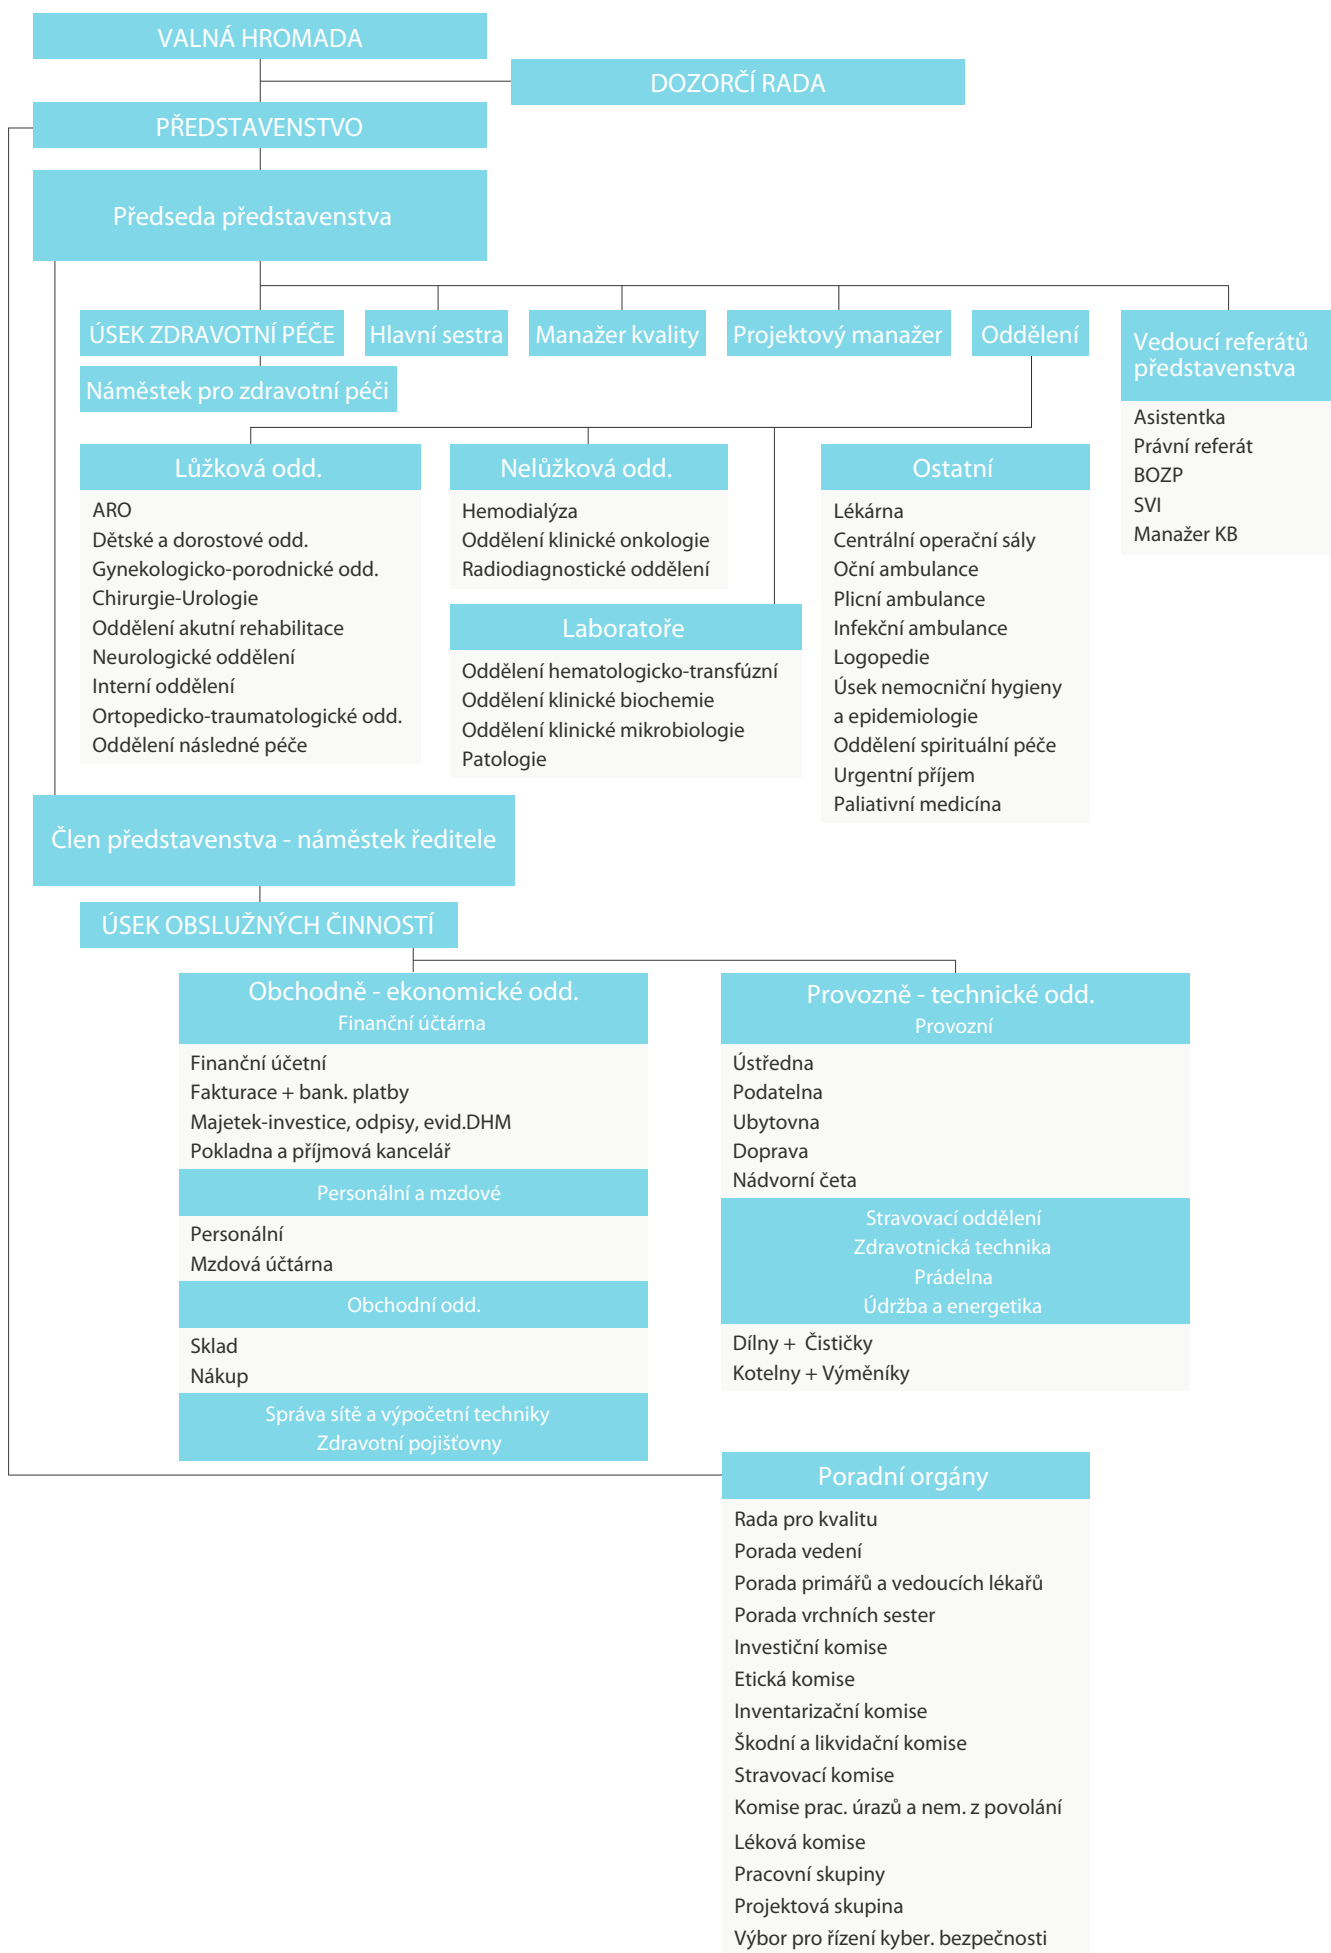 VALNÁ HROMADA
DOZORČÍ RADA
PŘEDSTAVENSTVO
Předseda představenstva
ÚSEK ZDRAVOTNÍ PÉČE
Hlavní sestra
Manažer kvality
Projektový manažer
Oddělení
Vedoucí referátů
představenstva
Náměstek pro zdravotní péči
Asistentka
Právní referát
BOZP
SVI
Manažer KB
Lůžková odd.
ARO
Dětské a dorostové odd.
Gynekologicko-porodnické odd.
Chirurgie-Urologie
Oddělení akutní rehabilitace
Neurologické oddělení
Interní oddělení
Ortopedicko-traumatologické odd.
Oddělení následné péče
Nelůžková odd.
Hemodialýza
Oddělení klinické onkologie
Radiodiagnostické oddělení
Laboratoře
Oddělení hematologicko-transfúzní
Oddělení klinické biochemie
Oddělení klinické mikrobiologie
Patologie
Ostatní
Lékárna
Centrální operační sály
Oční ambulance
Plicní ambulance
Infekční ambulance
Logopedie
Úsek nemocniční hygieny
a epidemiologie
Oddělení spirituální péče
Urgentní příjem
Paliativní medicína
Člen představenstva - náměstek ředitele
ÚSEK OBSLUŽNÝCH ČINNOSTÍ
Obchodně - ekonomické odd.
Finanční účtárna
Finanční účetní
Fakturace + bank. platby
Majetek-investice, odpisy, evid.DHM
Pokladna a příjmová kancelář
Personální a mzdové
Personální
Mzdová účtárna
Obchodní odd.
Sklad
Nákup
Správa sítě a výpočetní techniky
Zdravotní pojišťovny
Provozně - technické odd.
Provozní
Ústředna
Podatelna
Ubytovna
Doprava
Nádvorní četa
Stravovací oddělení
Zdravotnická technika
Prádelna
Údržba a energetika
Dílny + Čističky
Kotelny + Výměníky
Poradní orgány
Rada pro kvalitu
Porada vedení
Porada primářů a vedoucích lékařů
Porada vrchních sester
Investiční komise
Etická komise
Inventarizační komise
Škodní a likvidační komise
Stravovací komise
Komise prac. úrazů a nem. z povolání
Léková komise
Pracovní skupiny
Projektová skupina
Výbor pro řízení kyber. bezpečnosti